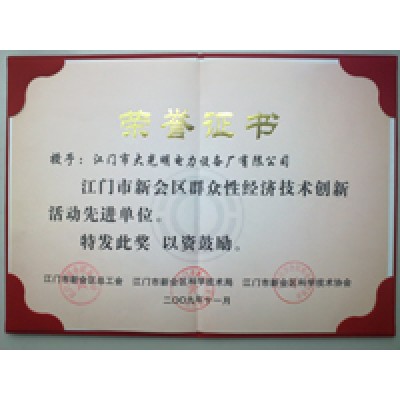 荣誉证书
授予：江门市大光明电力设备厂有限公司
江门市新会区群众性经济技术创新
活动先进单位。
特发此奖 以资鼓励。
江门市新会区总工会 江门市新会区科学技术局 江门市新会区科学技术协会
二〇〇九年十一月